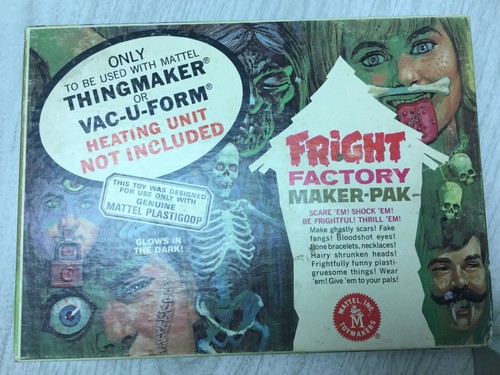 ONLY
TO BE USED WITH MATTEL
THINGMAKER®
OR
VAC-U-FORM®
HEATING UNIT
NOT INCLUDED
THIS TOY WAS DESIGNED
FOR USE ONLY WITH
GENUINE
MATTEL PLASTIGOOP
GLOWS IN
THE DARK!
FRIGHT
FACTORY
MAKER-PAK
SCARE 'EM! SHOCK 'EM!
BE FRIGHTFUL! THRILL 'EM!
Make ghastly scars! Fake
fangs! Bloodshot eyes!
Bone bracelets, necklaces!
Hairy shrunken heads!
Frightfully funny plasti-
gruesome things! Wear
'em! Give 'em to your pals!
MATTEL, INC.
TOYMAKERS
M